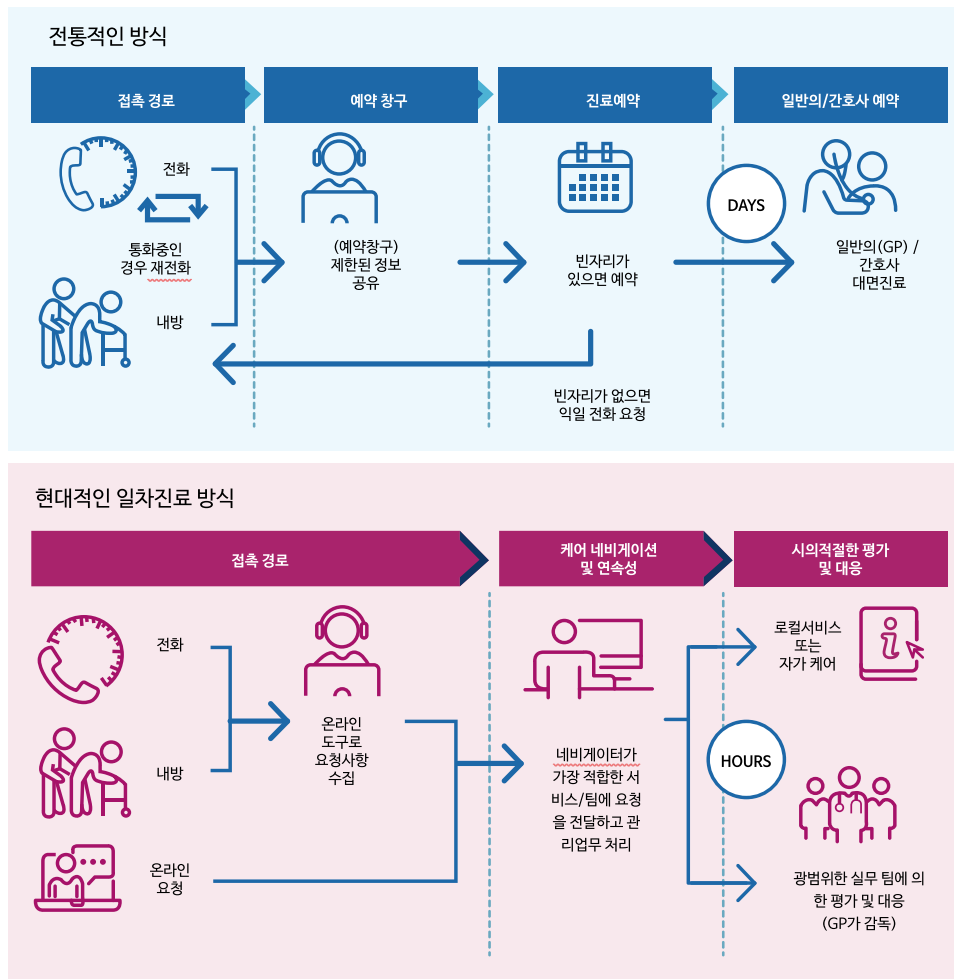 전통적인 방식
접촉 경로
예약 창구
진료예약
일반의/간호사 예약
전화
통화중인
경우 재전화
내방
(예약창구)
제한된 정보
공유
빈자리가
있으면 예약
빈자리가 없으면
익일 전화 요청
DAYS
일반의(GP) /
간호사
대면진료
현대적인 일차진료 방식
접촉 경로
케어 네비게이션
및 연속성
시의적절한 평가
및 대응
전화
내방
온라인
요청
온라인
도구로
요청사항
수집
네비게이터가
가장 적합한 서
비스/팀에 요청
을 전달하고 관
리업무 처리
로컬서비스
또는
자가 케어
i
HOURS
광범위한 실무 팀에 의
한 평가 및 대응
(GP가 감독)